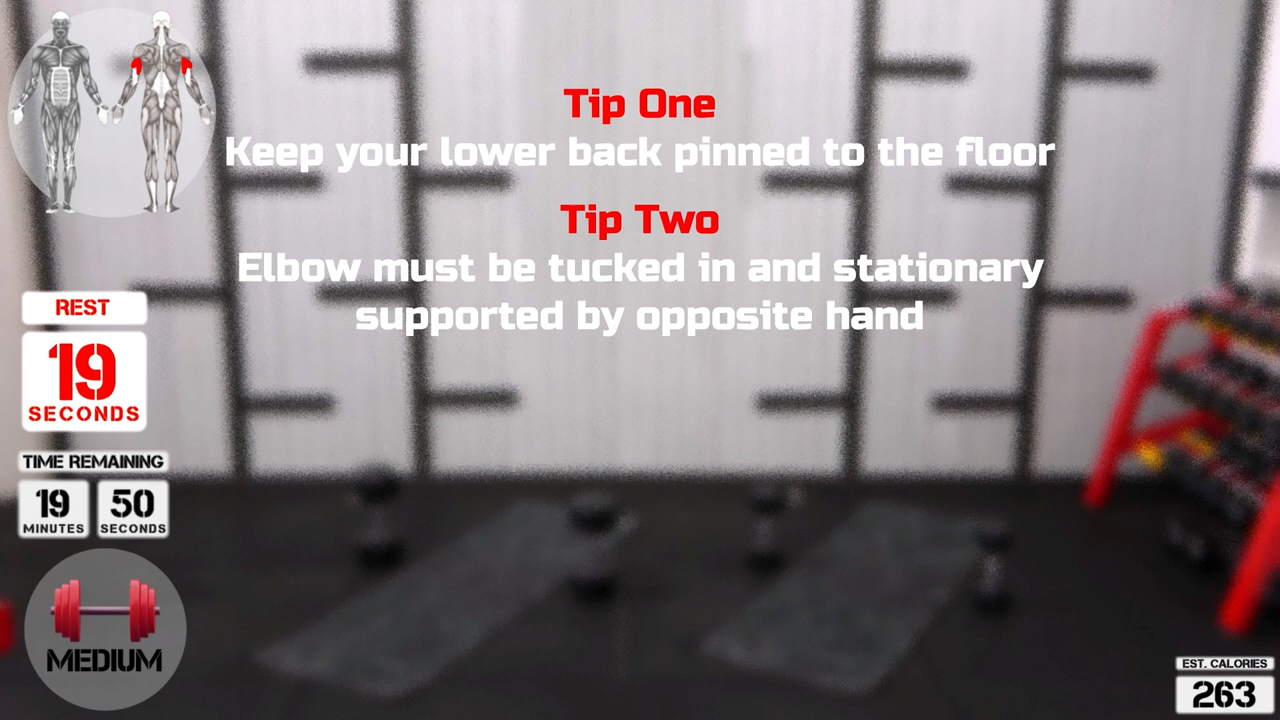 Tip One
Keep your lower back pinned to the floor
Tip Two
Elbow must be tucked in and stationary
supported by opposite hand
REST
19
SECONDS
TIME REMAINING
19 50
MINUTES SECONDS
MEDIUM
EST. CALORIES
263